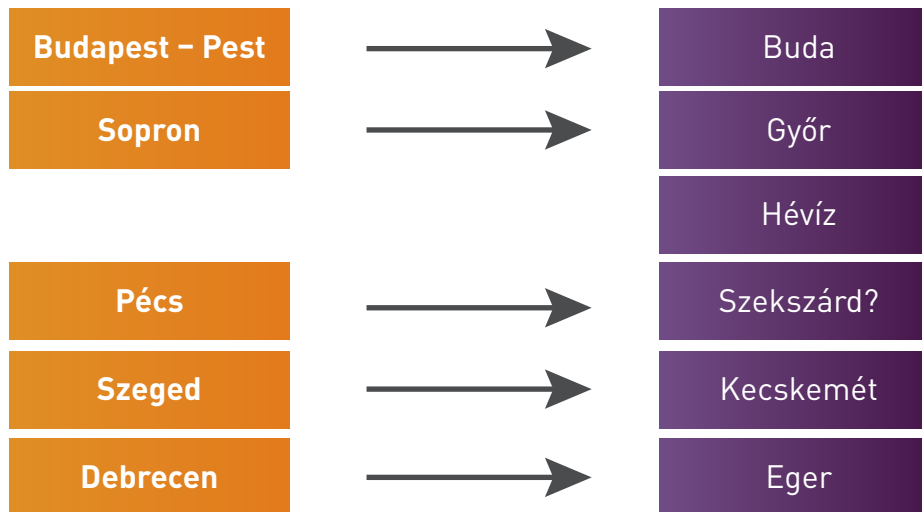 Budapest – Pest
Buda
Sopron
Győr
Hévíz
Pécs
Szekszárd?
Szeged
Kecskemét
Debrecen
Eger